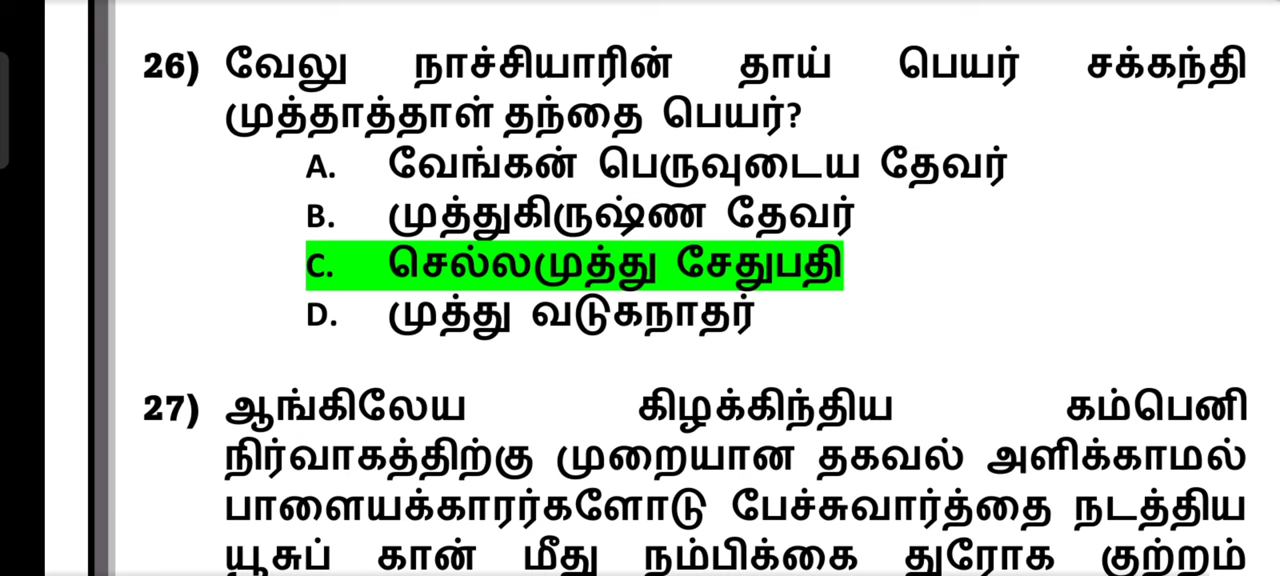 26) வேலு நாச்சியாரின் தாய் பெயர் சக்கந்தி
முத்தாத்தாள் தந்தை பெயர்?
A. வேங்கன் பெருவுடைய தேவர்
B. முத்துகிருஷ்ண தேவர்
C. செல்லமுத்து சேதுபதி
D. முத்து வடுகநாதர்
27) ஆங்கிலேய கிழக்கிந்திய கம்பெனி
நிர்வாகத்திற்கு முறையான தகவல் அளிக்காமல்
பாளையக்காரர்களோடு பேச்சுவார்த்தை நடத்திய
யூசுப் கான் மீது நம்பிக்கை துரோக குற்றம்